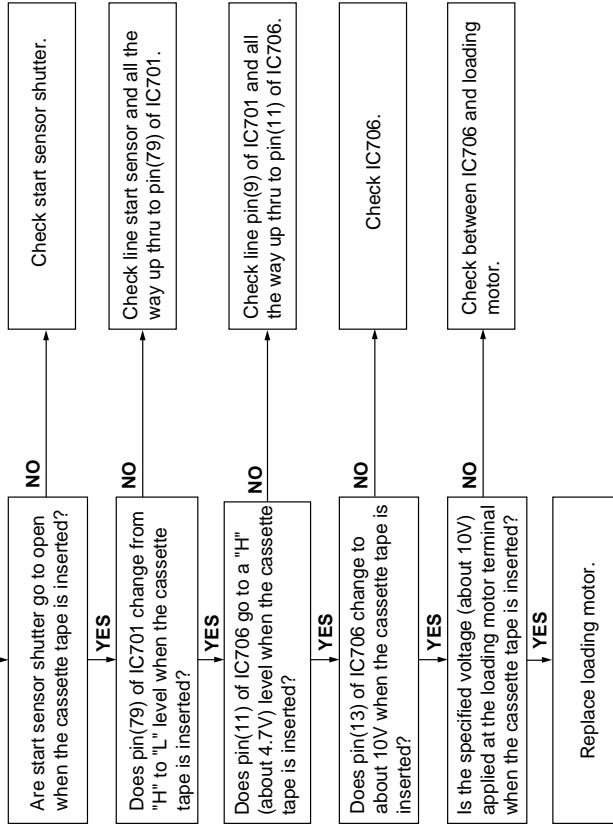 Are start sensor shutter go to open
when the cassette tape is inserted?
NO
Check start sensor shutter.
YES
Does pin(79) of IC701 change from
"H" to "L" level when the cassette
tape is inserted?
NO
Check line start sensor and all the
way up thru to pin(79) of IC701.
YES
Does pin(11) of IC706 go to a "H"
(about 4.7V) level when the cassette
tape is inserted?
NO
Check line pin(9) of IC701 and all
the way up thru to pin(11) of IC706.
YES
Does pin(13) of IC706 change to
about 10V when the cassette tape is
inserted?
NO
Check IC706.
YES
Is the specified voltage (about 10V)
applied at the loading motor terminal
when the cassette tape is inserted?
NO
Check between IC706 and loading
motor.
YES
Replace loading motor.